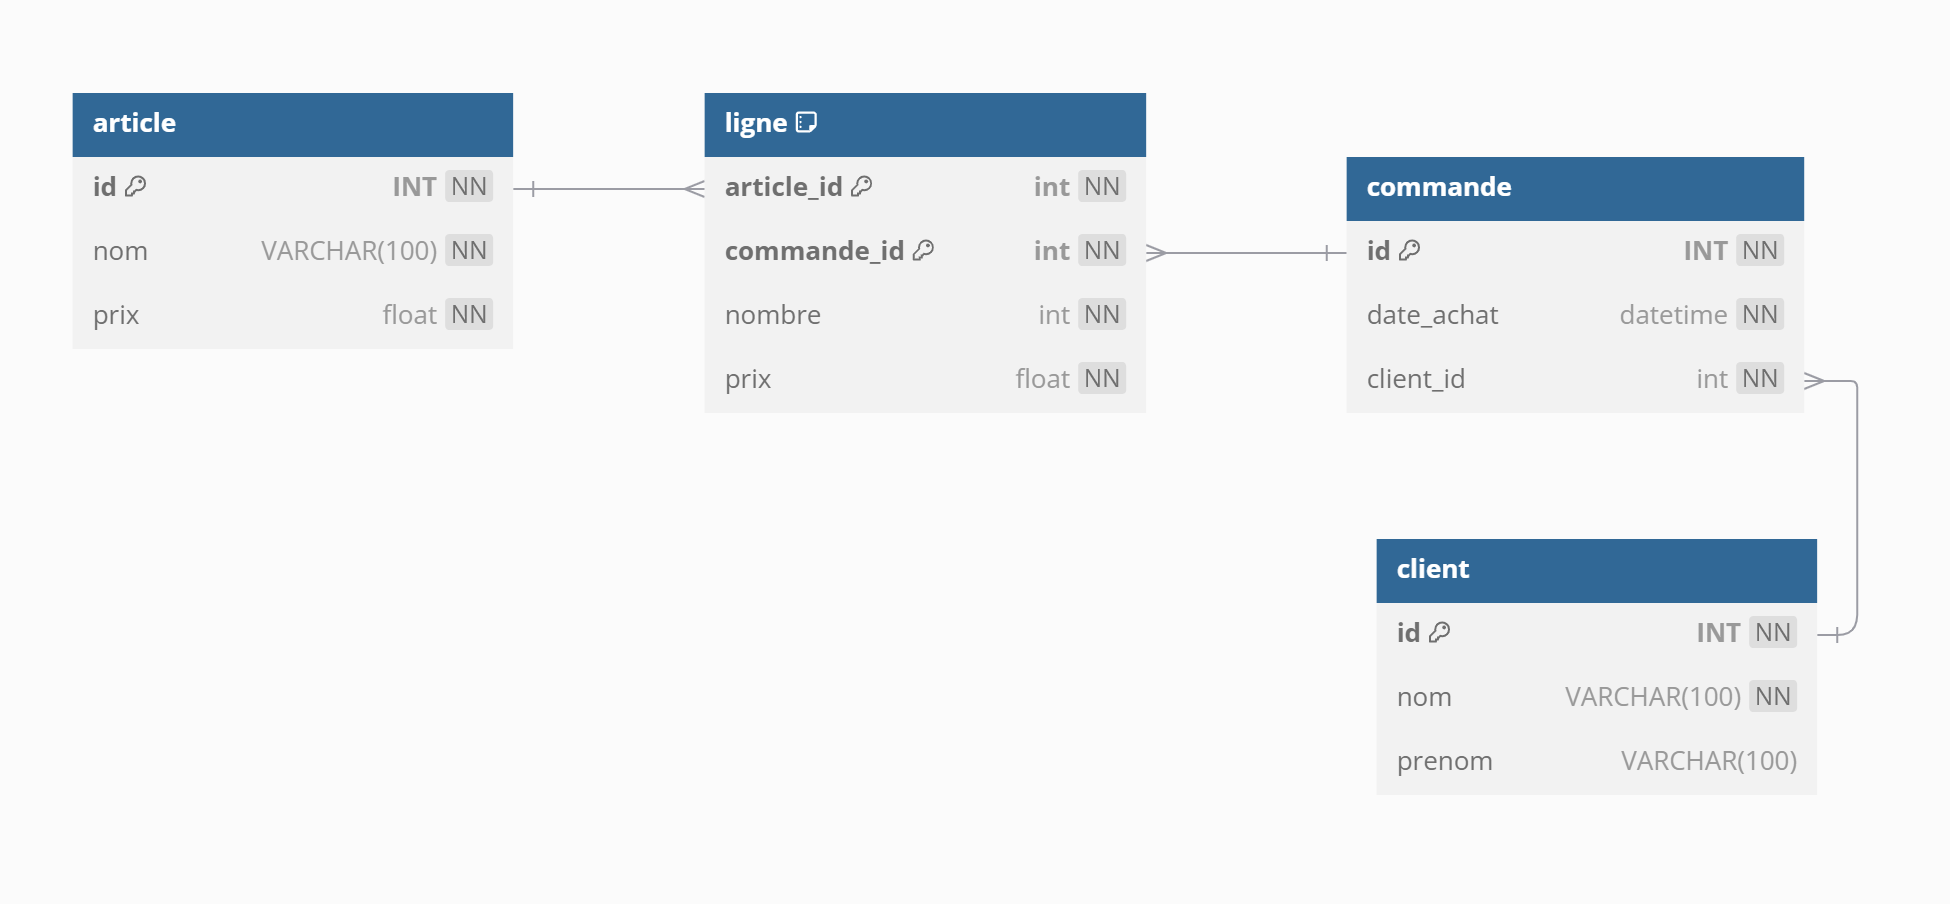 article
id INT NN
nom VARCHAR(100) NN
prix float NN
ligne
article_id int NN
commande_id int NN
nombre int NN
prix float NN
commande
id INT NN
date_achat datetime NN
client_id int NN
client
id INT NN
nom VARCHAR(100) NN
prenom VARCHAR(100)